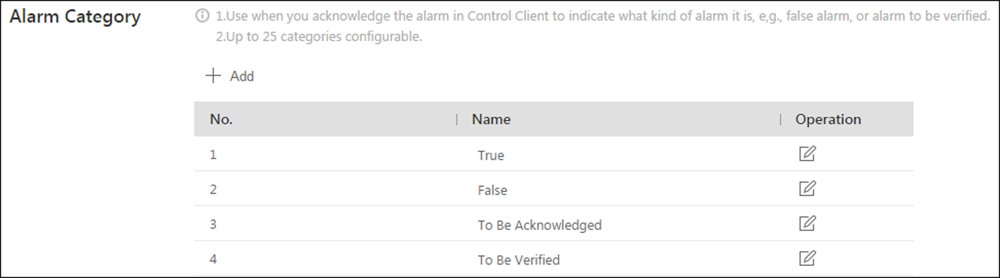 Alarm Category
1.Use when you acknowledge the alarm in Control Client to indicate what kind of alarm it is, e,g., false alarm, or alarm to be verified.
2.Up to 25 categories configurable.
Add
No. Name Operation
1 True
2 False
3 To Be Acknowledged
4 To Be Verified